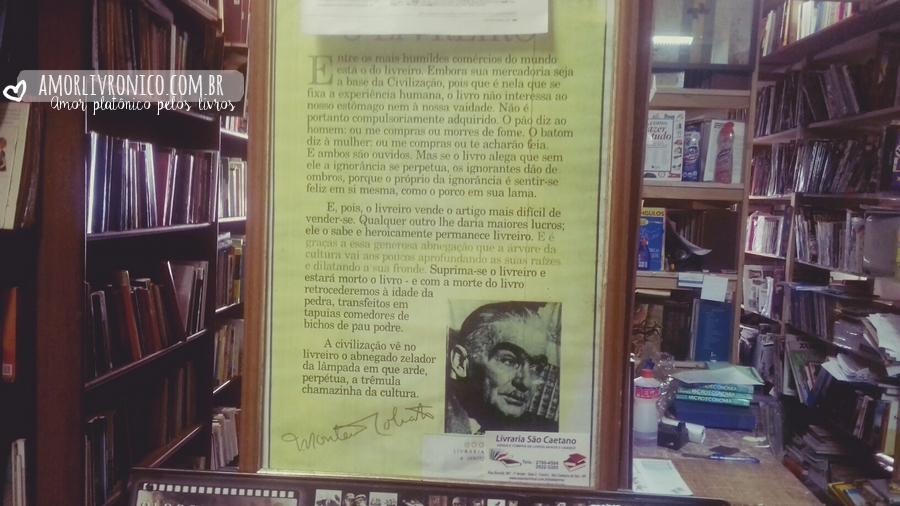 AMORLIVRONICO.COM.BR
Amor platônico pelos livros
O LIVREIRO
Entre os mais humildes comércios do mundo
está o do livreiro. Embora sua mercadoria seja
a base da Civilização, pois que é nela que se
fixa a experiência humana, o livro não interessa ao
nosso estômago nem à nossa vaidade. Não é
portanto compulsoriamente adquirido. O pão diz ao
homem: ou me compras ou morres de fome. O batom
diz à mulher: ou me compras ou te acharão feia.
E ambos são ouvidos. Mas se o livro alega que sem
ele a ignorância se perpetua, os ignorantes dão de
ombros, porque o próprio da ignorância é sentir-se
feliz em si mesma, como o porco em sua lama.
E, pois, o livreiro vende o artigo mais difícil de
vender-se. Qualquer outro lhe daria maiores lucros;
ele o sabe e heroicamente permanece livreiro. E é
graças a essa generosa abnegação que a árvore da
cultura vai aos poucos aprofundando as suas raízes
e dilatando a sua fronde. Suprima-se o livreiro e
estará morto o livro - e com a morte do livro
retrocederemos à idade da
pedra, transfeitos em
tapuias comedores de
bichos de pau podre.
A civilização vê no
livreiro o abnegado zelador
da lâmpada em que arde,
perpétua, a trêmula
chamazinha da cultura.
Monteiro Lobato
LIVRARIA
Livraria São Caetano
MICROECONOMIA